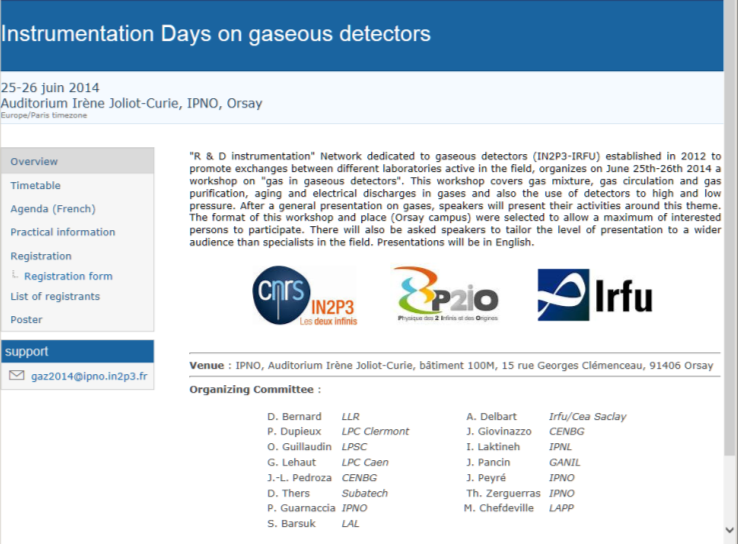 Instrumentation Days on gaseous detectors
25-26 juin 2014
Auditorium Irène Joliot-Curie, IPNO, Orsay
Europe/Paris timezone
Overview
Timetable
Agenda (French)
Practical information
Registration
Registration form
List of registrants
Poster
support
gaz2014@ipno.in2p3.fr
"R & D instrumentation" Network dedicated to gaseous detectors (IN2P3-IRFU) established in 2012 to
promote exchanges between different laboratories active in the field, organizes on June 25th-26th 2014 a
workshop on "gas in gaseous detectors". This workshop covers gas mixture, gas circulation and gas
purification, aging and electrical discharges in gases and also the use of detectors to high and low
pressure. After a general presentation on gases, speakers will present their activities around this theme.
The format of this workshop and place (Orsay campus) were selected to allow a maximum of interested
persons to participate. There will also be asked speakers to tailor the level of presentation to a wider
audience than specialists in the field. Presentations will be in English.
cnrs
IN2P3
Les deux infinis
P2IO
Physique des 2 Infinis et des Origines
Irfu
Venue : IPNO, Auditorium Irène Joliot-Curie, bâtiment 100M, 15 rue Georges Clémenceau, 91406 Orsay
Organizing Committee :
D. Bernard LLR A. Delbart Irfu/Cea Saclay
P. Dupieux LPC Clermont J. Giovinazzo CENBG
O. Guillaudin LPSC I. Laktineh IPNL
G. Lehaut LPC Caen J. Pancin GANIL
J.-L. Pedroza CENBG J. Peyré IPNO
D. Thers Subatech Th. Zerguerras IPNO
P. Guarnaccia IPNO M. Chefdeville LAPP
S. Barsuk LAL